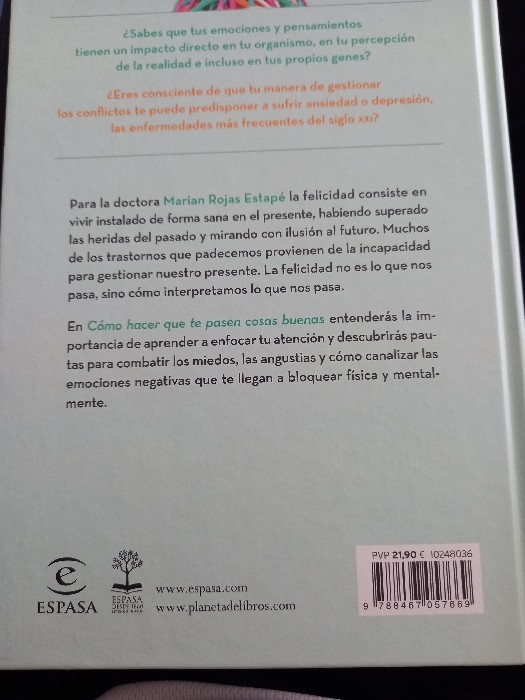 ¿Sabes que tus emociones y pensamientos
tienen un impacto directo en tu organismo, en tu percepción
de la realidad e incluso en tus propios genes?
¿Eres consciente de que tu manera de gestionar
los conflictos te puede predisponer a sufrir ansiedad o depresión,
las enfermedades más frecuentes del siglo XXI?
Para la doctora Marian Rojas Estapé la felicidad consiste en
vivir instalado de forma sana en el presente, habiendo superado
las heridas del pasado y mirando con ilusión al futuro. Muchos
de los trastornos que padecemos provienen de la incapacidad
para gestionar nuestro presente. La felicidad no es lo que nos
pasa, sino cómo interpretamos lo que nos pasa.
En Cómo hacer que te pasen cosas buenas entenderás la im-
portancia de aprender a enfocar tu atención y descubrirás pau-
tas para combatir los miedos, las angustias y cómo canalizar las
emociones negativas que te llegan a bloquear física y mental-
mente.
PVP 21,90 € 10248036
9 788467 057669
e
ESPASA
ESPASA
DESDE 1860
www.espasa.com
www.planetadelibros.com